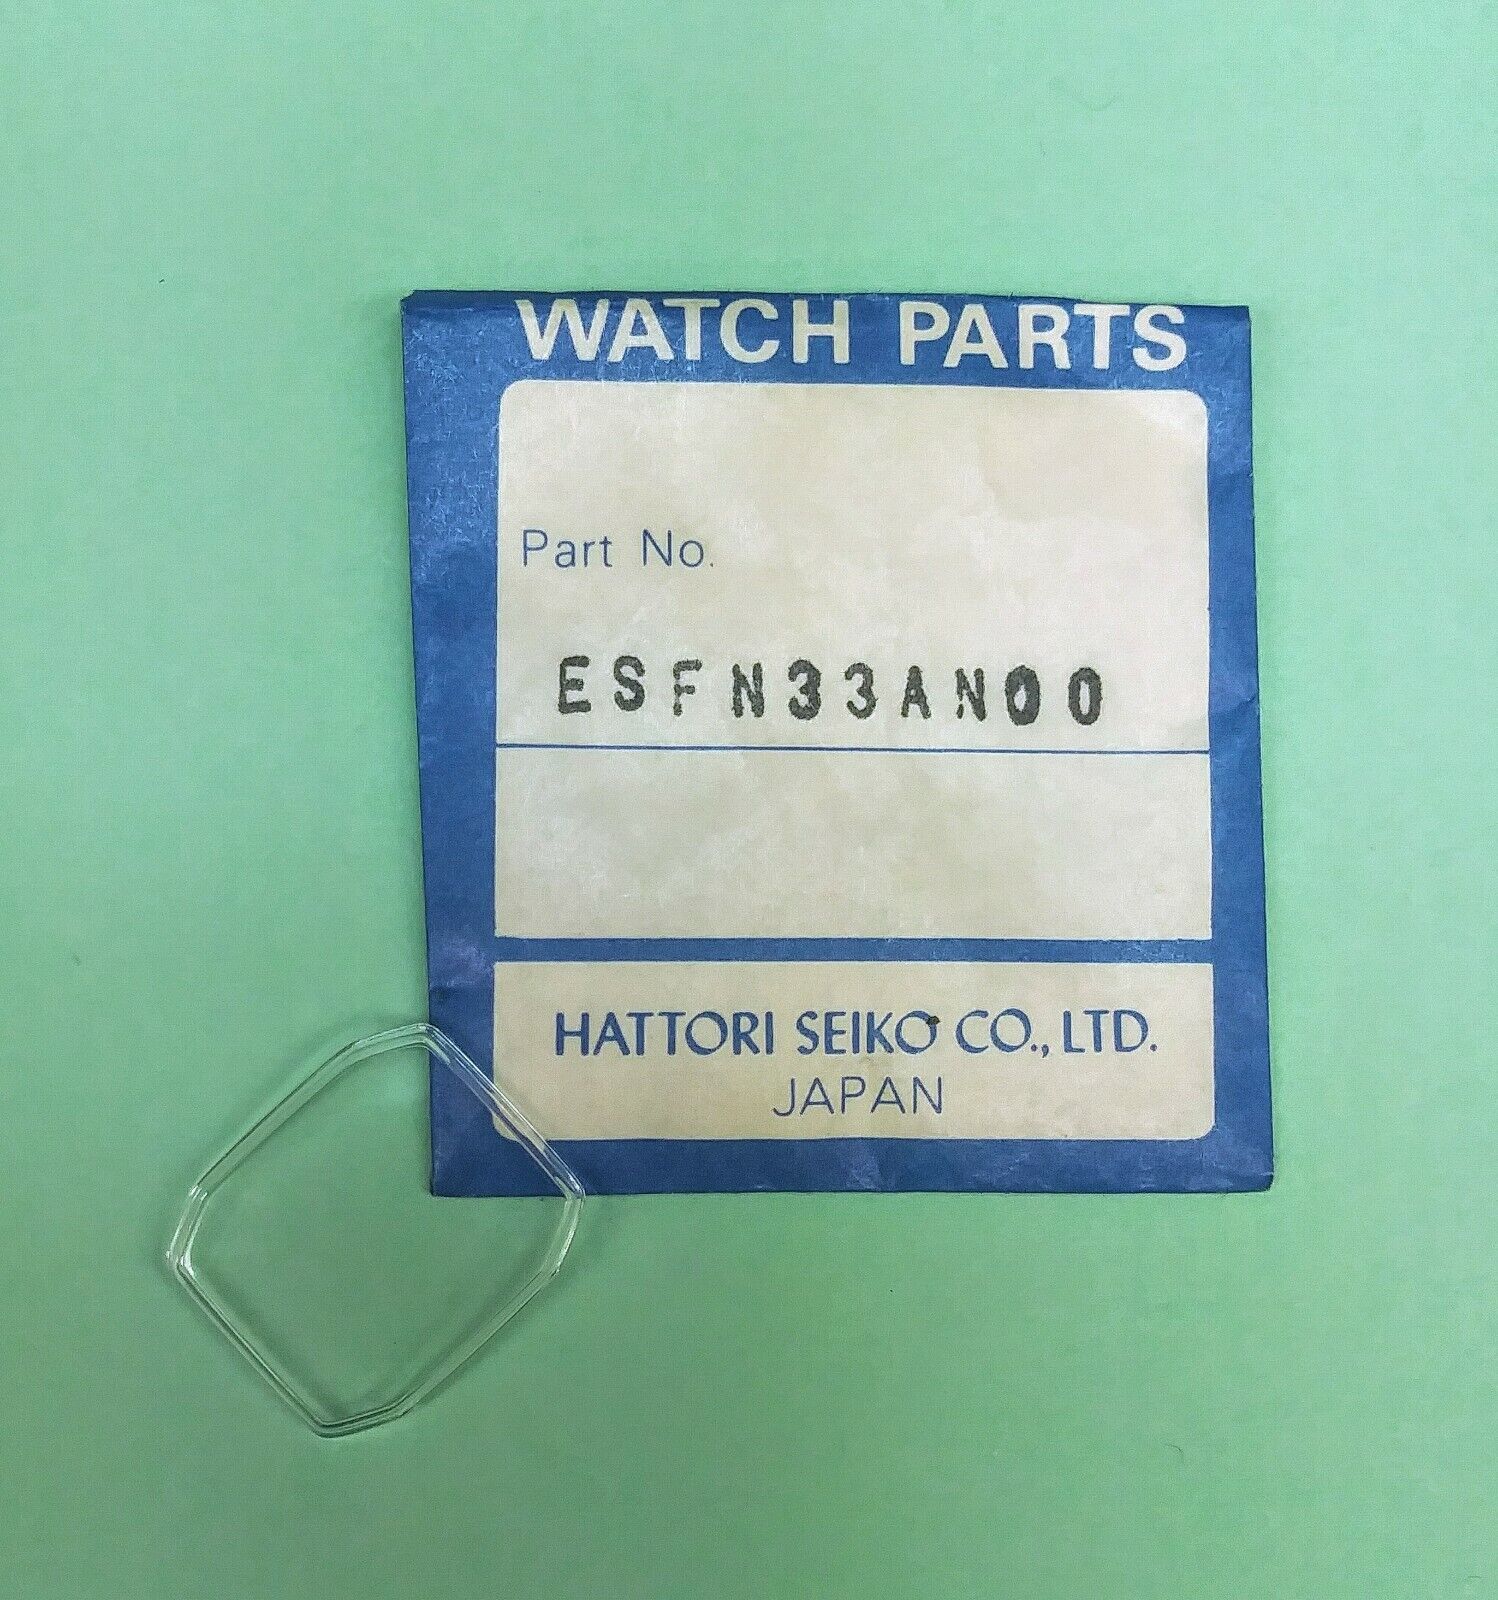 WATCH PARTS
Part No.
ESFN33AN00
HATTORI SEIKO CO., LTD.
JAPAN